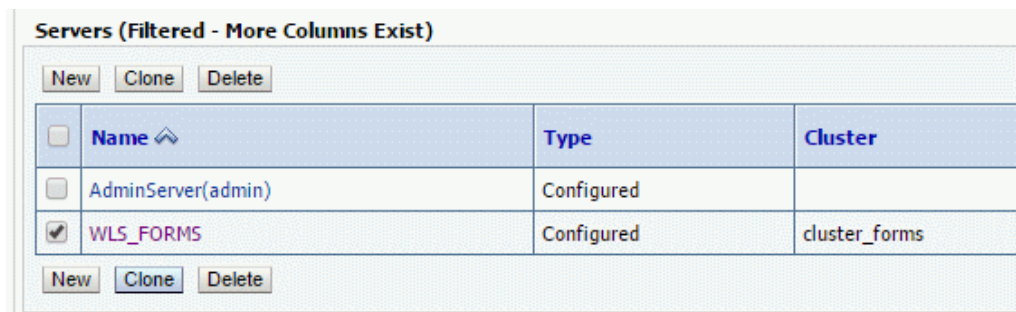 Servers (Filtered - More Columns Exist)
New Clone Delete
Name Type Cluster
AdminServer(admin) Configured
WLS_FORMS Configured cluster_forms
New Clone Delete